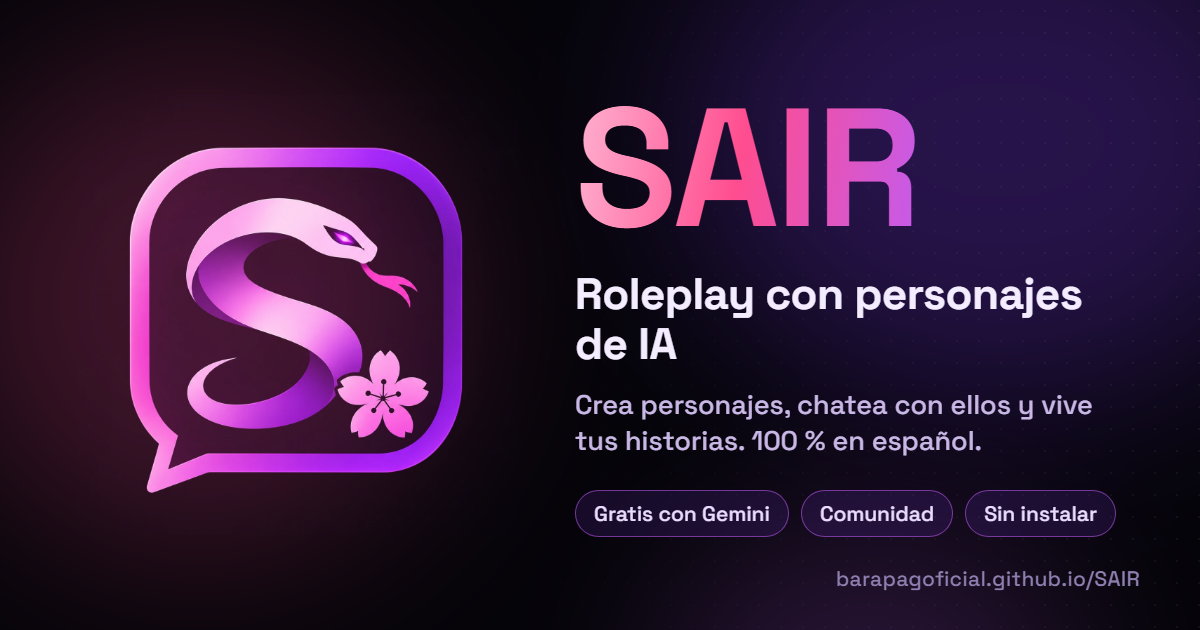 SAIR
Roleplay con personajes
de IA
Crea personajes, chatea con ellos y vive
tus historias. 100 % en español.
Gratis con Gemini
Comunidad
Sin instalar
barapagoficial.github.io/SAIR